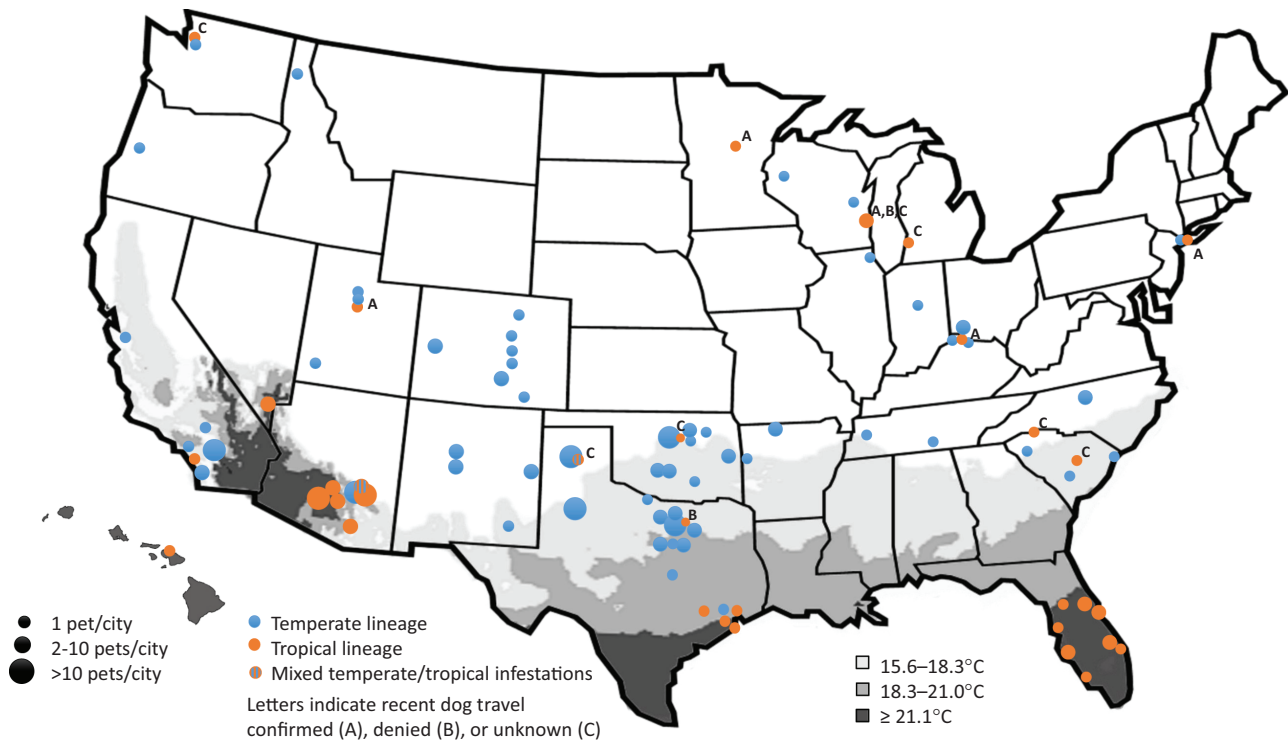 C
A
A,B,C
C
A
A
A
C
C
C
C
B
1 pet/city
2-10 pets/city
>10 pets/city
Temperate lineage
Tropical lineage
Mixed temperate/tropical infestations
Letters indicate recent dog travel
confirmed (A), denied (B), or unknown (C)
15.6–18.3°C
18.3–21.0°C
≥ 21.1°C